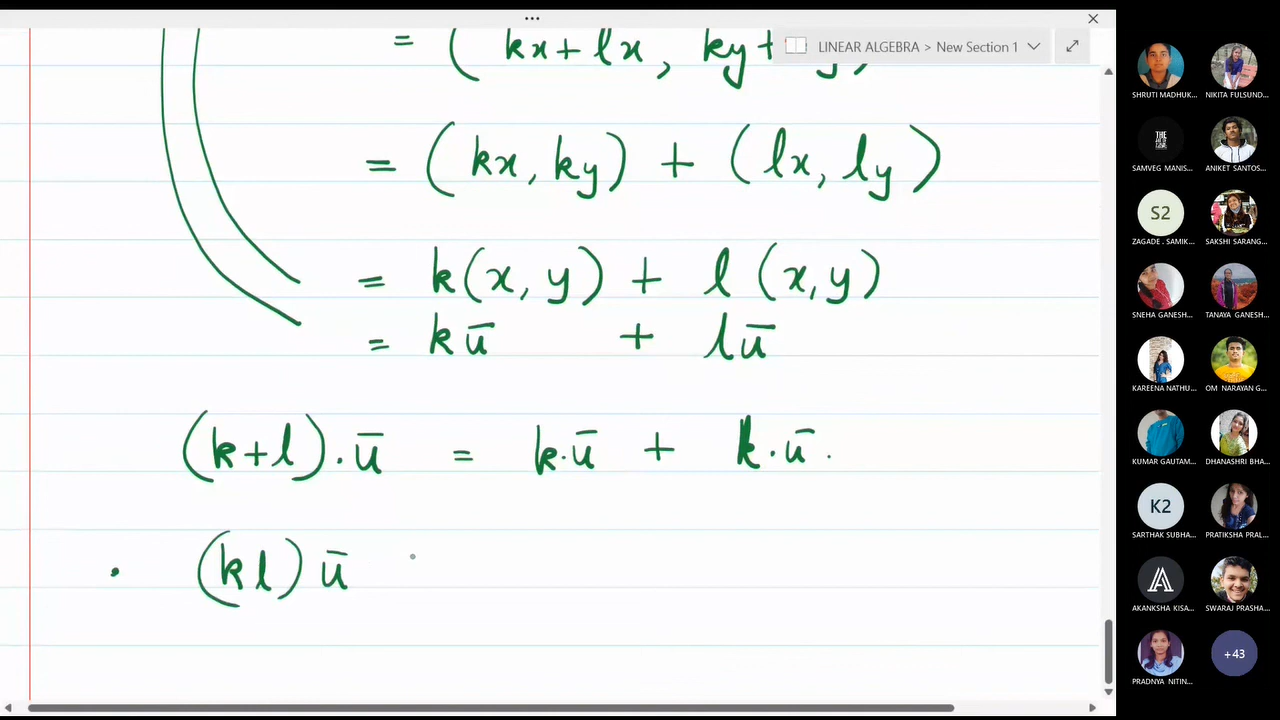 = ( kx+lx, ky+
LINEAR ALGEBRA > New Section 1
= (kx, ky) + (lx, ly)
= k(x, y) + l (x, y)
= kū + lū
(k+l).ū = k.ū + k.ū.
. (kl) ū
SHRUTI MADHUK... NIKITA FULSUND...
THE
SAMVEG MANIS... ANIKET SANTOS...
S2
ZAGADE . SAMIK... SAKSHI SARANG...
SNEHA GANESH... TANAYA GANESH...
KAREENA NATHU... OM NARAYAN G...
KUMAR GAUTAM... DHANASHRI BHA...
K2
SARTHAK SUBHA... PRATIKSHA PRAL...
AKANKSHA KISA... SWARAJ PRASHA...
+43
PRADNYA NITIN...